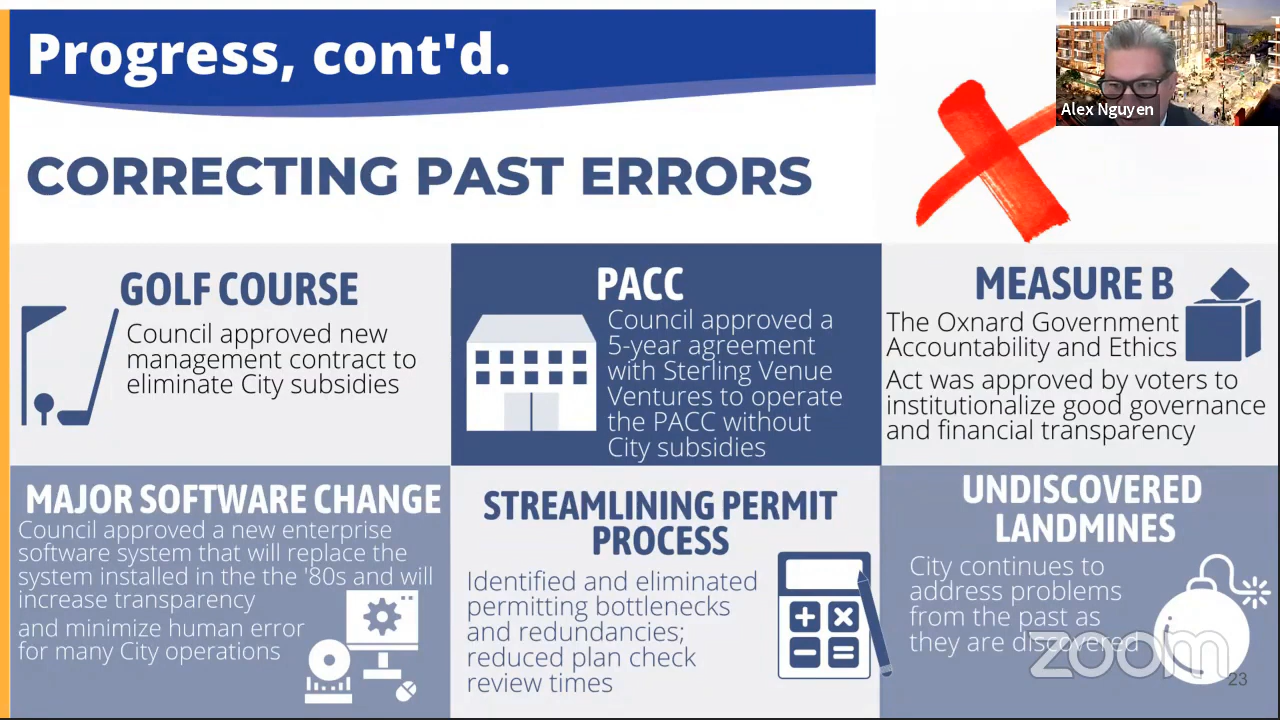 Progress, cont'd.
Alex Nguyen
CORRECTING PAST ERRORS
GOLF COURSE
Council approved new
management contract to
eliminate City subsidies
PACC
Council approved a
5-year agreement
with Sterling Venue
Ventures to operate
the PACC without
City subsidies
MEASURE B
The Oxnard Government
Accountability and Ethics
Act was approved by voters to
institutionalize good governance
and financial transparency
MAJOR SOFTWARE CHANGE
Council approved a new enterprise
software system that will replace the
system installed in the the '80s and will
increase transparency
and minimize human error
for many City operations
STREAMLINING PERMIT
PROCESS
Identified and eliminated
permitting bottlenecks
and redundancies;
reduced plan check
review times
UNDISCOVERED
LANDMINES
City continues to
address problems
from the past as
they are discovered
zoom
23